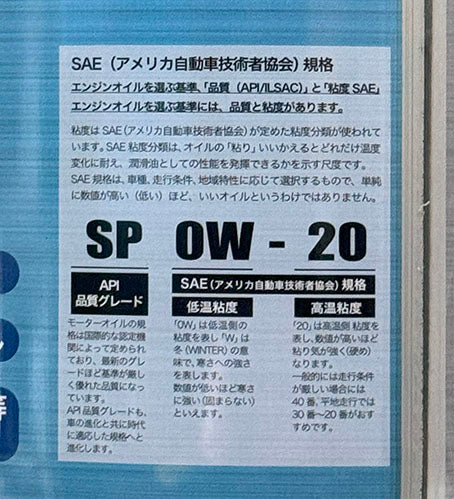 SAE（アメリカ自動車技術者協会）規格
エンジンオイルを選ぶ基準、「品質（API/ILSAC）」と「粘度 SAE」
エンジンオイルを選ぶ基準には、品質と粘度があります。
粘度は SAE（アメリカ自動車技術者協会）が定めた粘度分類が使われて
います。SAE 粘度分類は、オイルの「粘り」いいかえるとどれだけ温度
変化に耐え、潤滑油としての性能を発揮できるかを示す尺度です。
SAE 規格は、車種、走行条件、地域特性に応じて選択するもので、単純
に数値が高い（低い）ほど、いいオイルというわけではありません。
SP 0W - 20
API
品質グレード
SAE（アメリカ自動車技術者協会）規格
低温粘度
高温粘度
モーターオイルの規
格は国際的な認定機
関によって定められ
ており、最新のグレ
ードほど基準が厳し
く優れた品質になっ
ています。
API 品質グレードも、
車の進化と共に時代
に適応した規格へと
進化します。
「0W」は低温側の
粘度を表し「W」は
冬（WINTER）の意
味で、寒さへの強さ
を表します。
数値が低いほど寒さ
に強い（固まらない）
といえます。
「20」は高温側 粘度を
表し、数値が高いほど
粘り気が強く（硬め）
なります。
一般的には走行条件
が厳しい場合には
40 番、平地走行では
30 番〜20 番がおす
すめです。
等